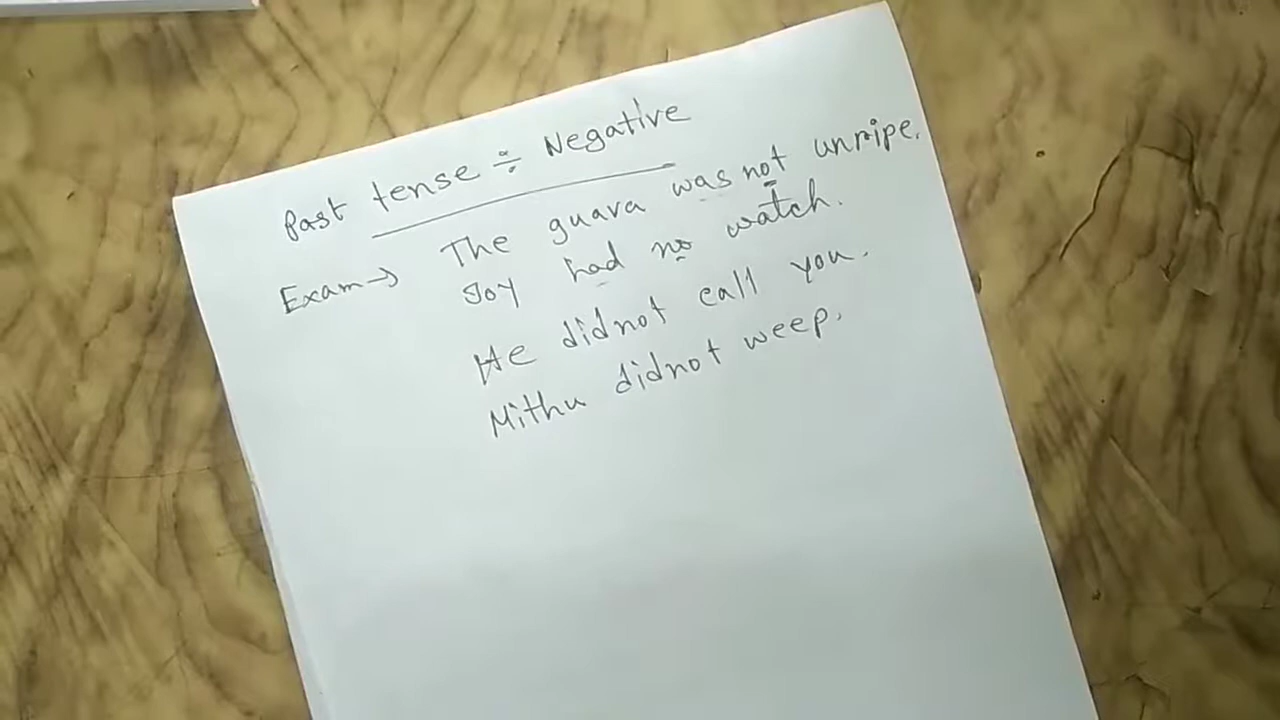 Past tense ÷ Negative
Exam→ The guava was not unripe.
Joy had no watch.
He didnot call you.
Mithu didnot weep.